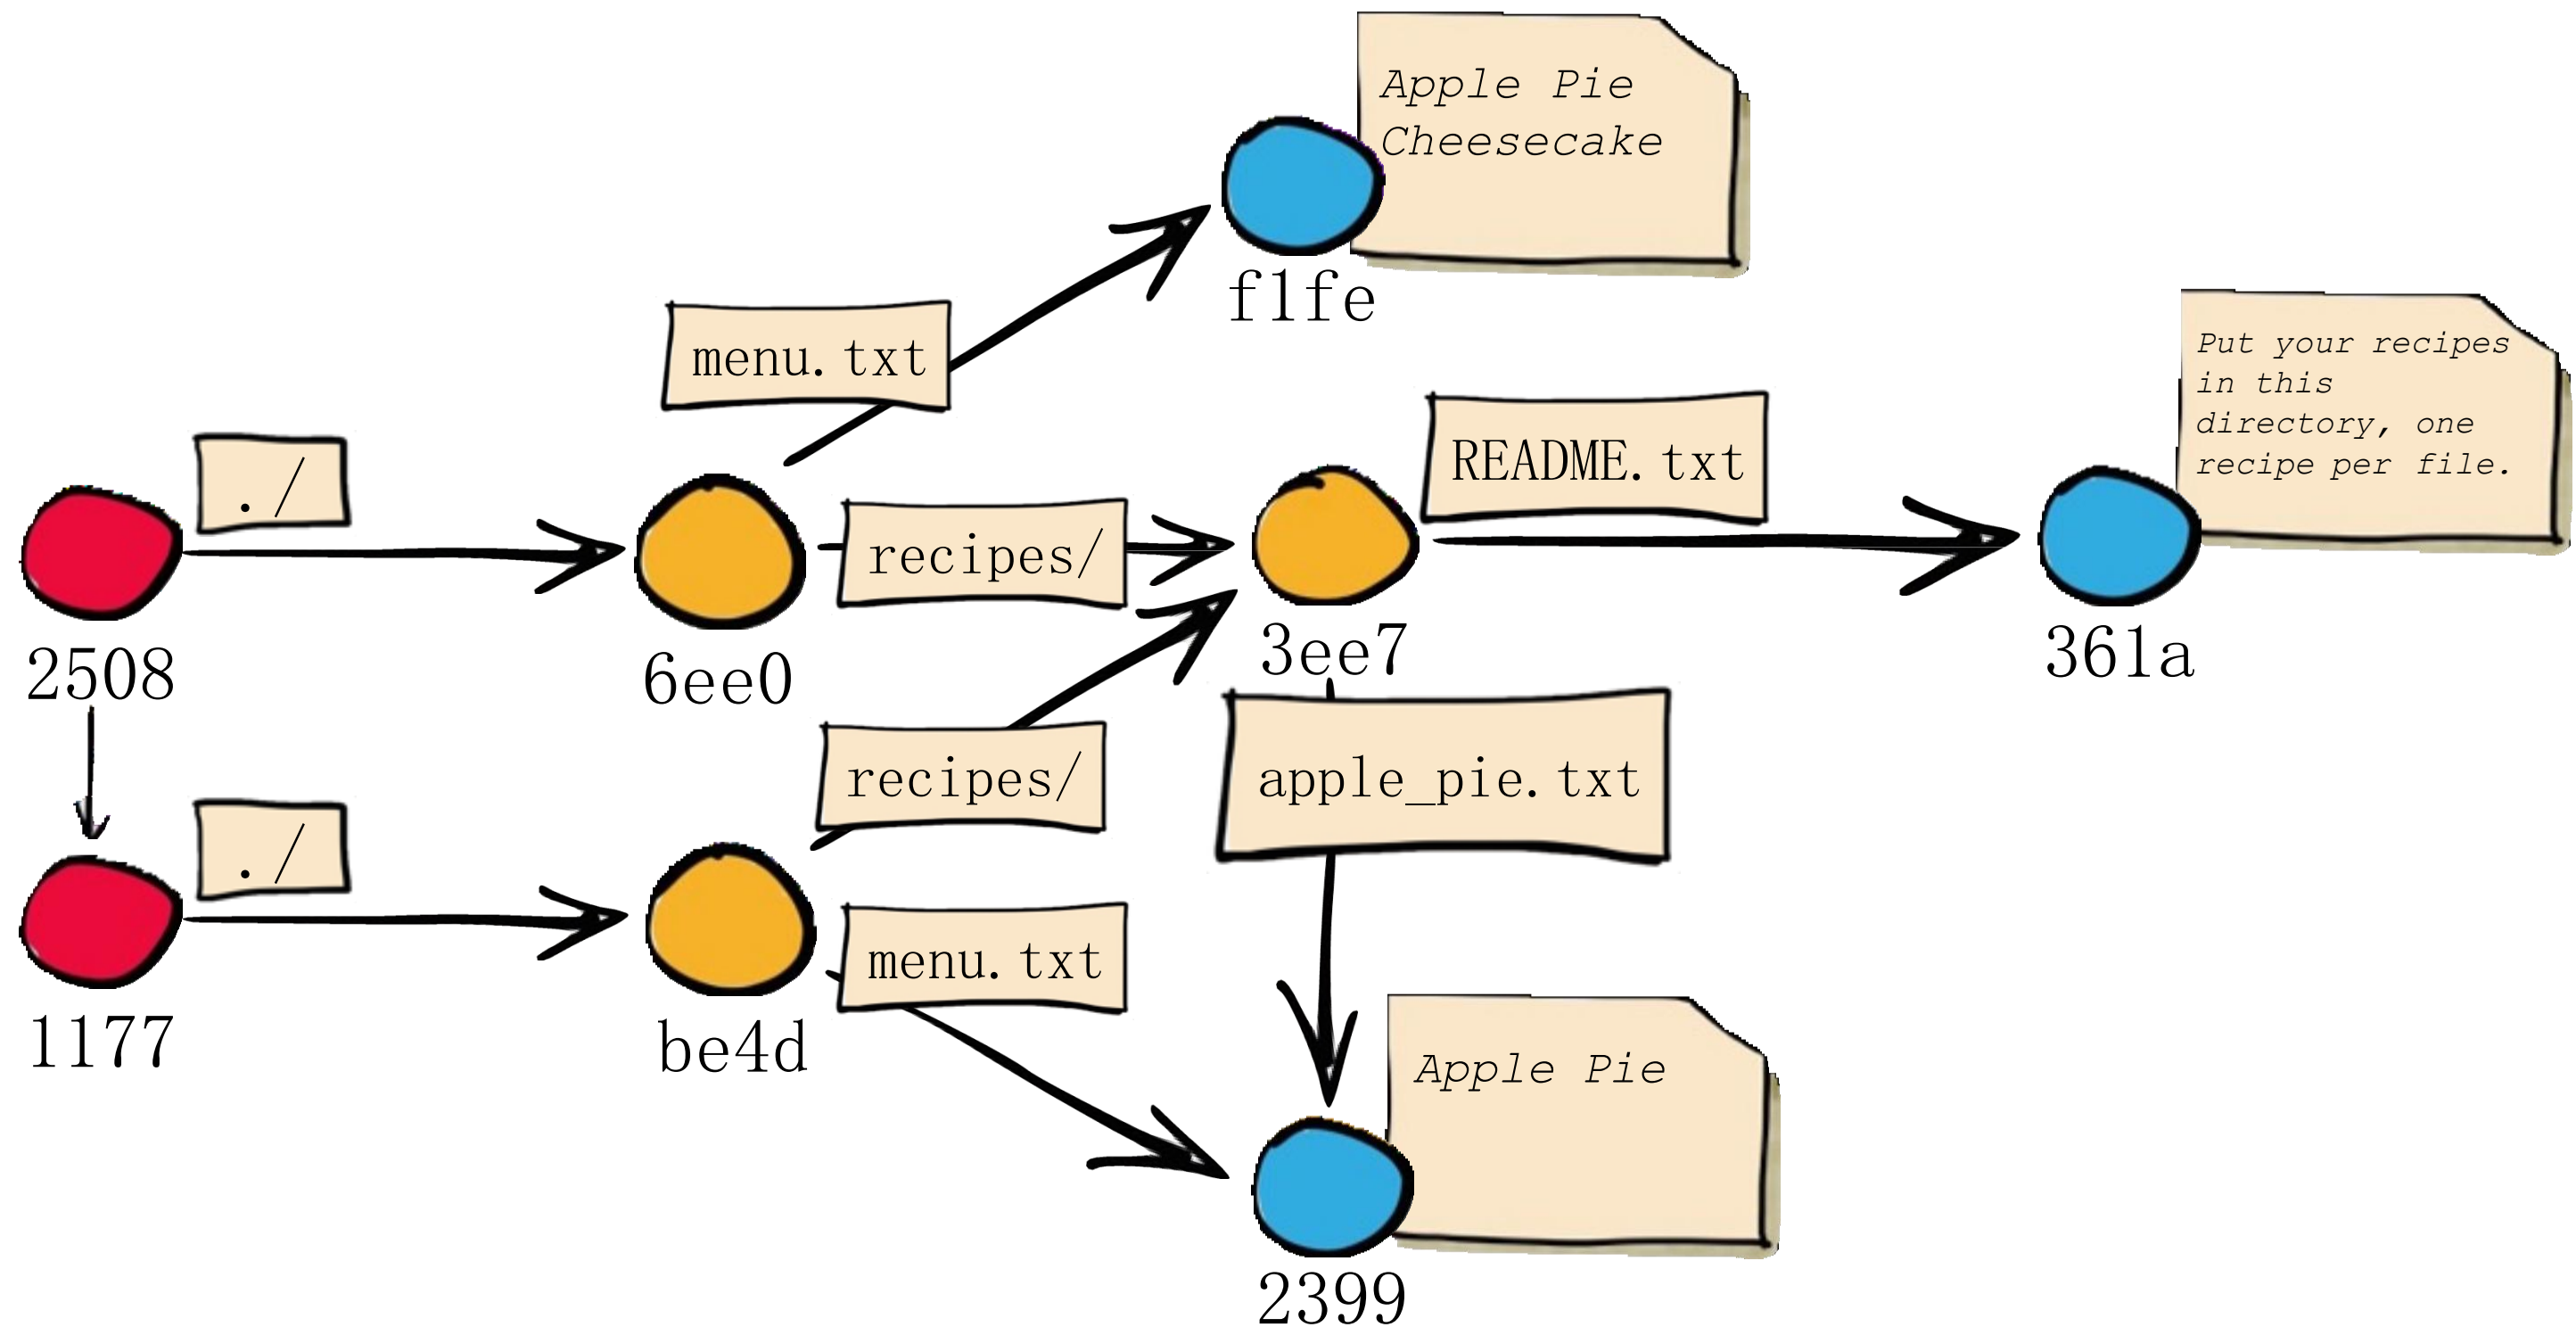 Apple Pie
Cheesecake
f1fe
menu.txt
Put your recipes
in this
directory, one
recipe per file.
README.txt
./
recipes/
2508
6ee0
3ee7
361a
recipes/
apple_pie.txt
./
menu.txt
1177
be4d
Apple Pie
2399